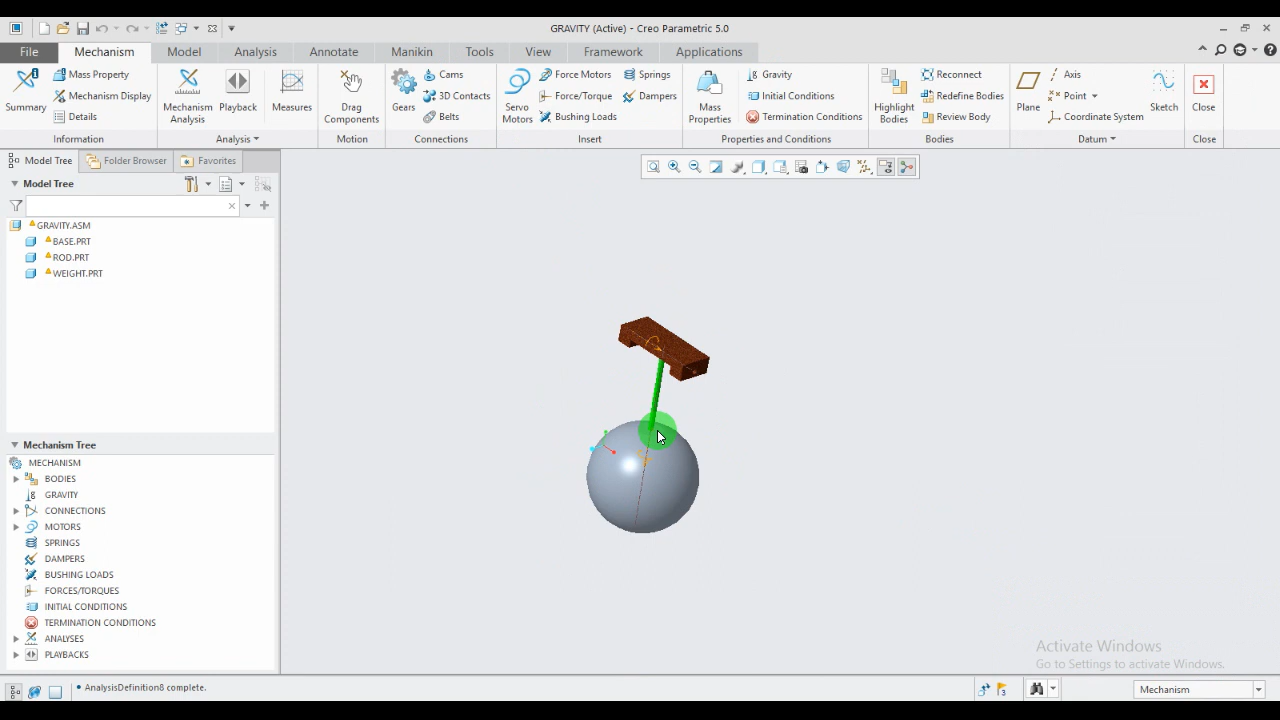 GRAVITY (Active) - Creo Parametric 5.0
File Mechanism Model Analysis Annotate Manikin Tools View Framework Applications
Summary
Mass Property
Mechanism Display
Details
Information
Mechanism
Analysis
Playback
Measures
Analysis
Drag
Components
Motion
Gears
Cams
3D Contacts
Belts
Connections
Servo
Motors
Force Motors
Force/Torque
Bushing Loads
Springs
Dampers
Insert
Mass
Properties
Gravity
Initial Conditions
Termination Conditions
Properties and Conditions
Highlight
Bodies
Reconnect
Redefine Bodies
Review Body
Bodies
Plane
Axis
Point
Coordinate System
Sketch
Datum
Close
Close
Model Tree Folder Browser Favorites
Model Tree
GRAVITY.ASM
BASE.PRT
ROD.PRT
WEIGHT.PRT
Mechanism Tree
MECHANISM
BODIES
GRAVITY
CONNECTIONS
MOTORS
SPRINGS
DAMPERS
BUSHING LOADS
FORCES/TORQUES
INITIAL CONDITIONS
TERMINATION CONDITIONS
ANALYSES
PLAYBACKS
Activate Windows
Go to Settings to activate Windows.
• AnalysisDefinition8 complete.
3
Mechanism